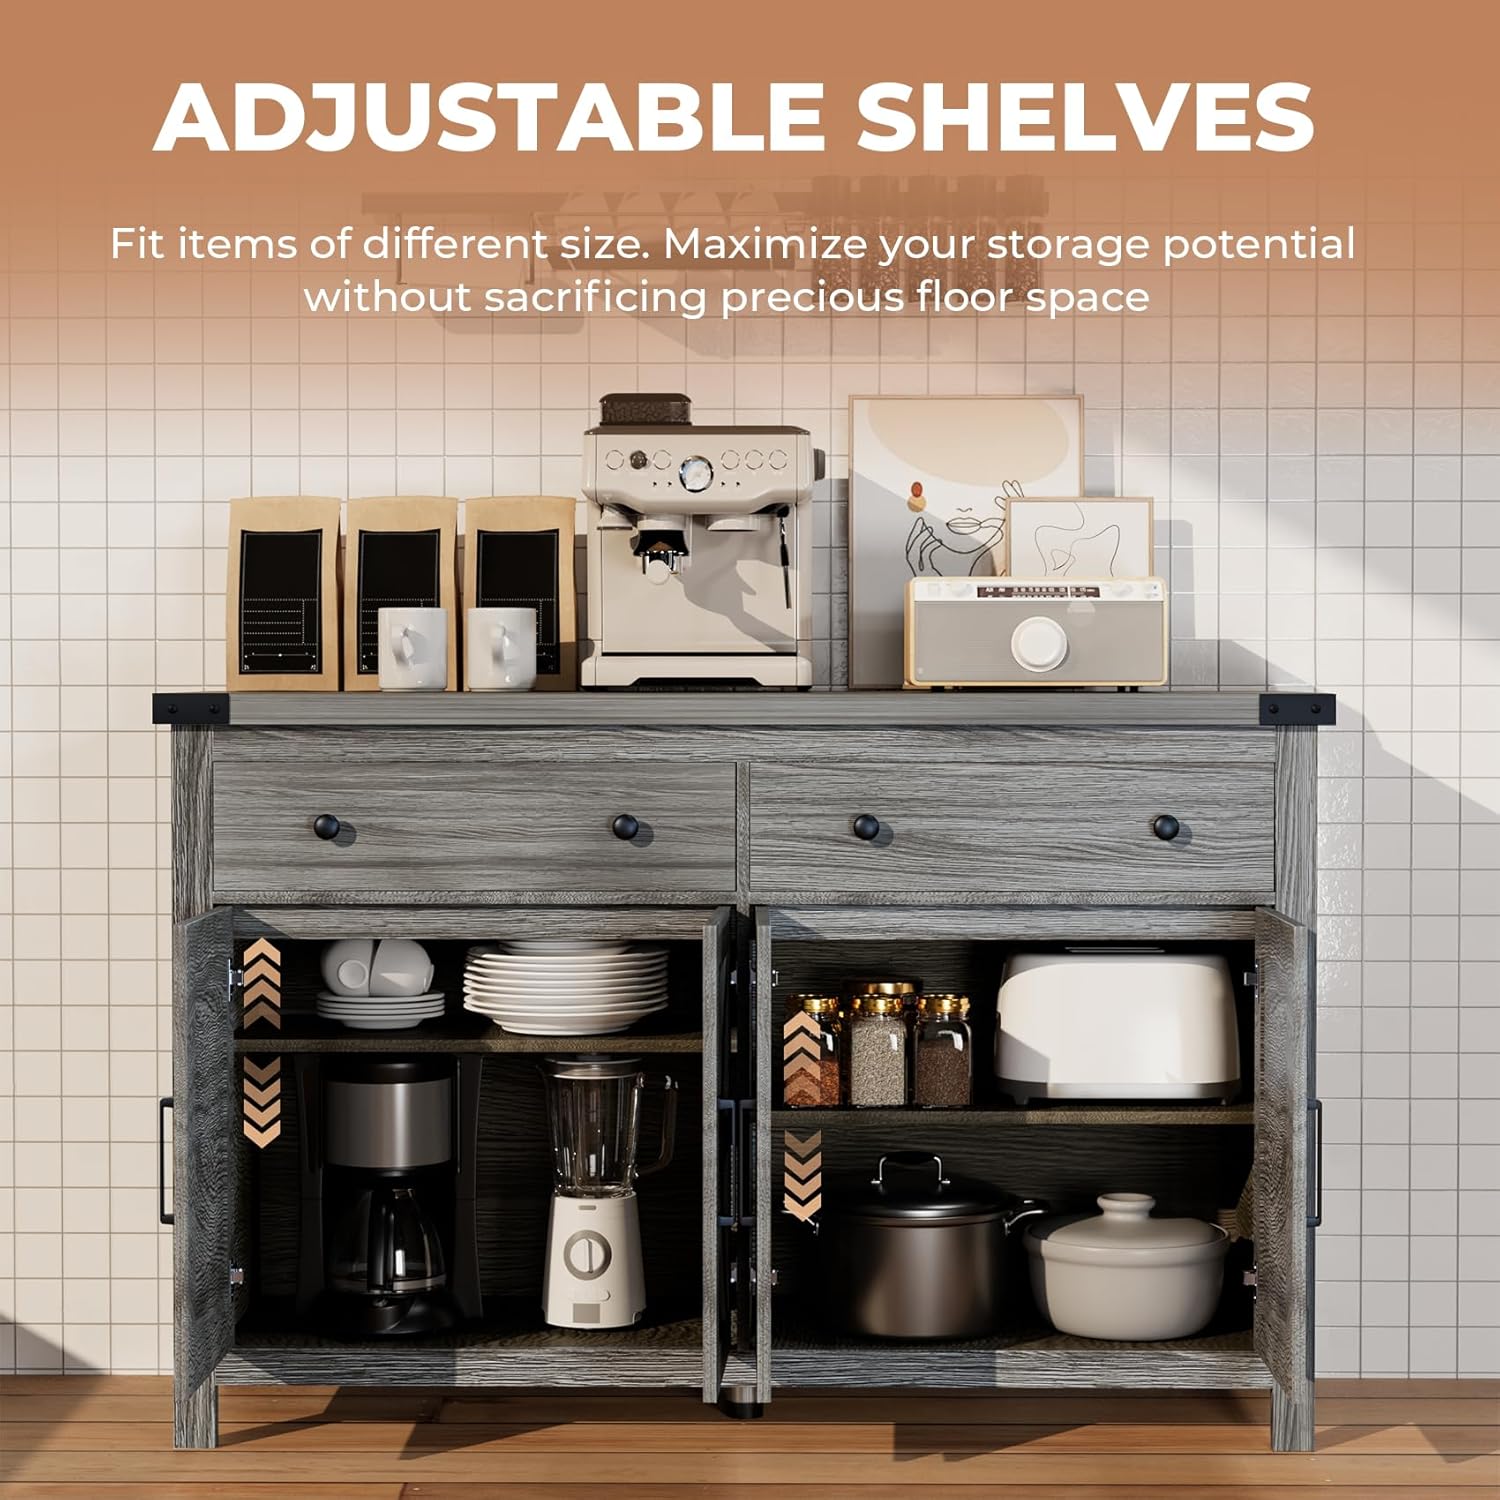 ADJUSTABLE SHELVES
Fit items of different size. Maximize your storage potential
without sacrificing precious floor space